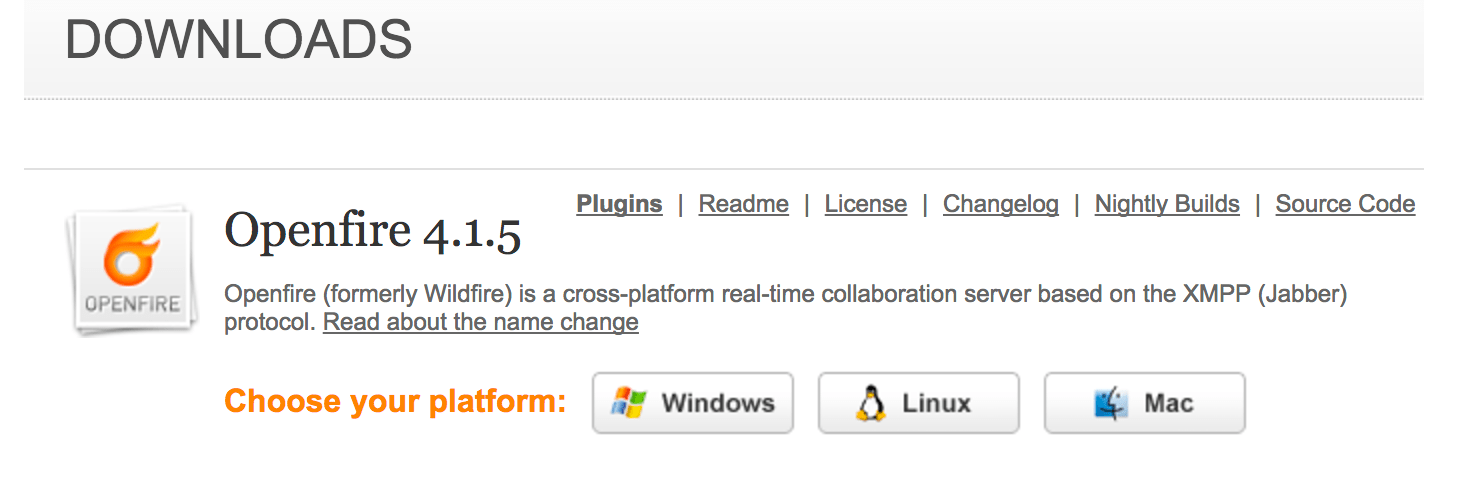 DOWNLOADS
Plugins | Readme | License | Changelog | Nightly Builds | Source Code
Openfire 4.1.5
OPENFIRE
Openfire (formerly Wildfire) is a cross-platform real-time collaboration server based on the XMPP (Jabber)
protocol. Read about the name change
Choose your platform: Windows Linux Mac